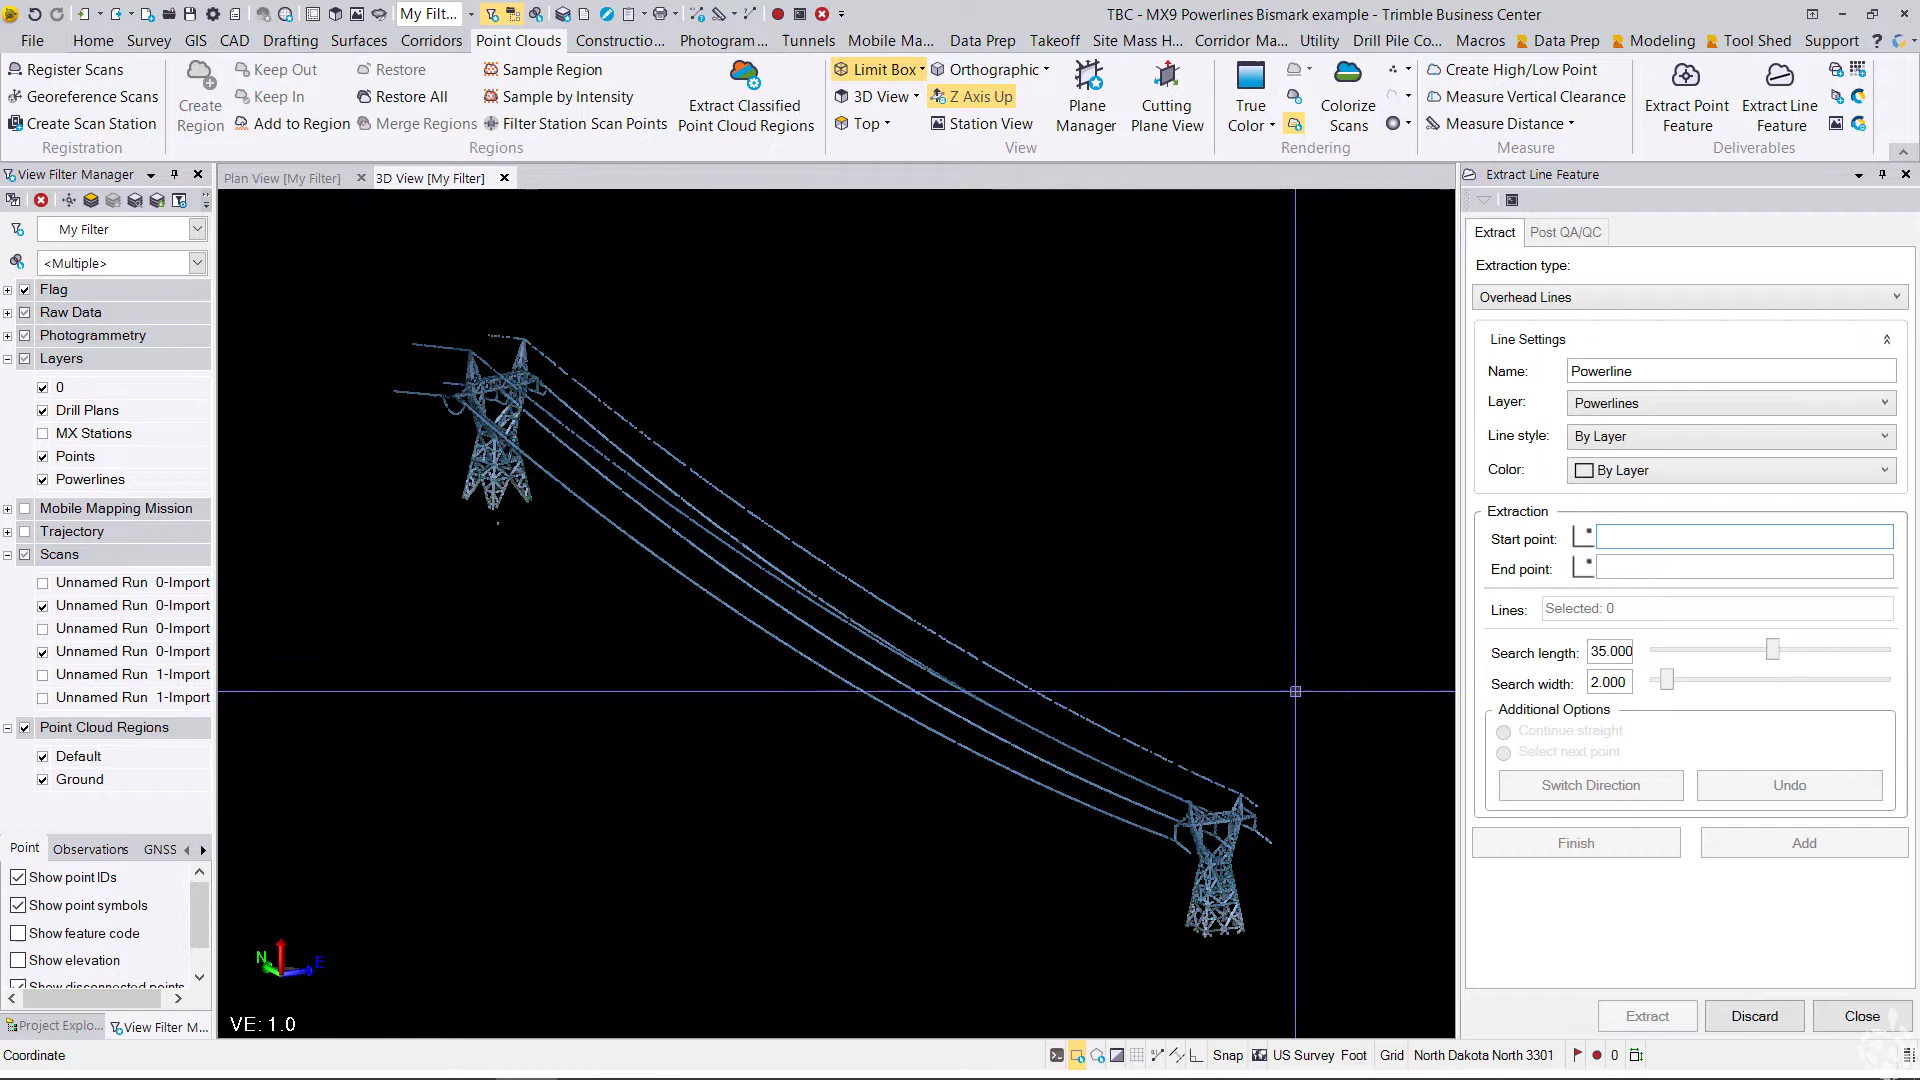 My Filt...
TBC - MX9 Powerlines Bismark example - Trimble Business Center
File Home Survey GIS CAD Drafting Surfaces Corridors Point Clouds Constructio... Photogram... Tunnels Mobile Ma... Data Prep Takeoff Site Mass H... Corridor Ma... Utility Drill Pile Co... Macros Data Prep Modeling Tool Shed Support
Register Scans
Georeference Scans
Create Scan Station
Registration
Create Region
Keep Out
Keep In
Add to Region
Restore
Restore All
Merge Regions
Sample Region
Sample by Intensity
Filter Station Scan Points
Extract Classified Point Cloud Regions
Regions
Limit Box
3D View
Top
Orthographic
Z Axis Up
Station View
Plane Manager
Cutting Plane View
View
True Color
Colorize Scans
Rendering
Create High/Low Point
Measure Vertical Clearance
Measure Distance
Measure
Extract Point Feature
Extract Line Feature
Deliverables
View Filter Manager
My Filter
<Multiple>
Flag
Raw Data
Photogrammetry
Layers
0
Drill Plans
MX Stations
Points
Powerlines
Mobile Mapping Mission
Trajectory
Scans
Unnamed Run 0-Import
Unnamed Run 0-Import
Unnamed Run 0-Import
Unnamed Run 0-Import
Unnamed Run 1-Import
Unnamed Run 1-Import
Point Cloud Regions
Default
Ground
Point Observations GNSS
Show point IDs
Show point symbols
Show feature code
Show elevation
Show disconnected points
Project Explo... View Filter M...
Plan View [My Filter] 3D View [My Filter]
N E
VE: 1.0
Extract Line Feature
Extract Post QA/QC
Extraction type:
Overhead Lines
Line Settings
Name: Powerline
Layer: Powerlines
Line style: By Layer
Color: By Layer
Extraction
Start point:
End point:
Lines: Selected: 0
Search length: 35.000
Search width: 2.000
Additional Options
Continue straight
Select next point
Switch Direction Undo
Finish Add
Extract Discard Close
Coordinate
Snap US Survey Foot Grid North Dakota North 3301 0